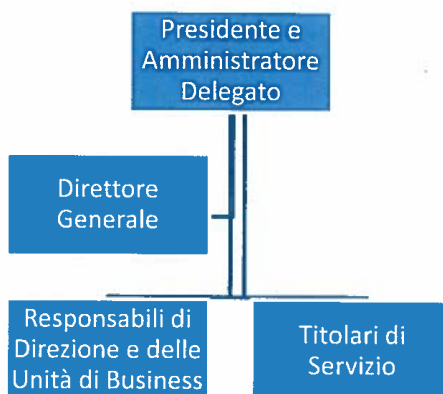 Presidente e
Amministratore
Delegato
Direttore
Generale
Responsabili di
Direzione e delle
Unità di Business
Titolari di
Servizio